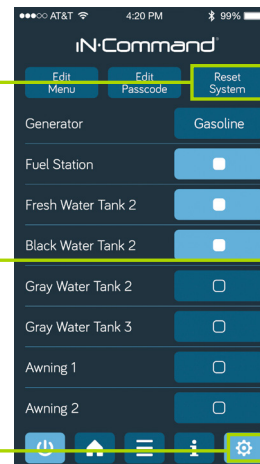 AT&T 4:20 PM 99%
iN·Command
Edit Menu
Edit Passcode
Reset System
Generator Gasoline
Fuel Station
Fresh Water Tank 2
Black Water Tank 2
Gray Water Tank 2
Gray Water Tank 3
Awning 1
Awning 2